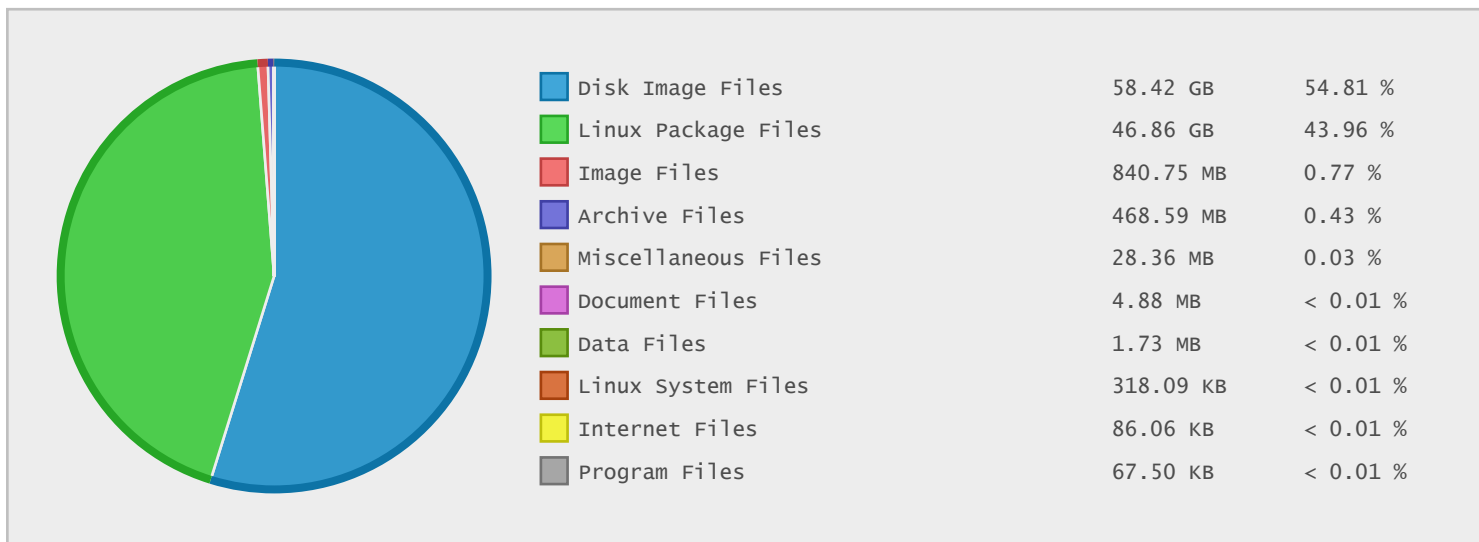 Disk Image Files 58.42 GB 54.81 %
Linux Package Files 46.86 GB 43.96 %
Image Files 840.75 MB 0.77 %
Archive Files 468.59 MB 0.43 %
Miscellaneous Files 28.36 MB 0.03 %
Document Files 4.88 MB < 0.01 %
Data Files 1.73 MB < 0.01 %
Linux System Files 318.09 KB < 0.01 %
Internet Files 86.06 KB < 0.01 %
Program Files 67.50 KB < 0.01 %